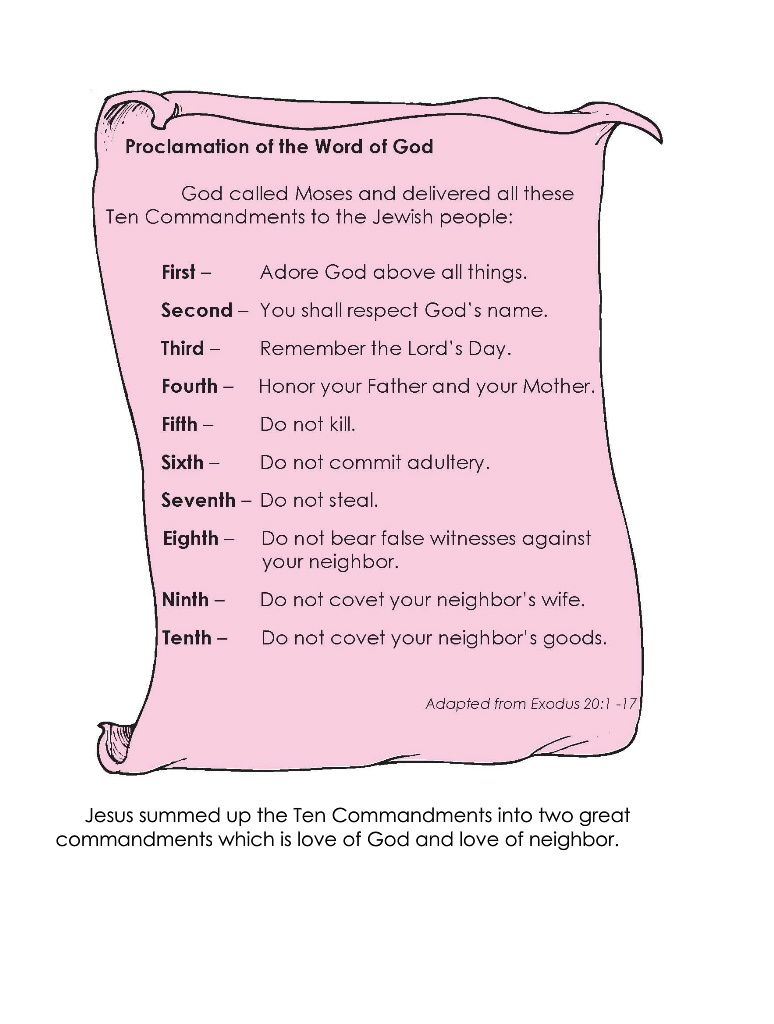 Proclamation of the Word of God
God called Moses and delivered all these
Ten Commandments to the Jewish people:
First – Adore God above all things.
Second – You shall respect God's name.
Third – Remember the Lord's Day.
Fourth – Honor your Father and your Mother.
Fifth – Do not kill.
Sixth – Do not commit adultery.
Seventh – Do not steal.
Eighth – Do not bear false witnesses against
your neighbor.
Ninth – Do not covet your neighbor's wife.
Tenth – Do not covet your neighbor's goods.
Adapted from Exodus 20:1 -17
Jesus summed up the Ten Commandments into two great
commandments which is love of God and love of neighbor.